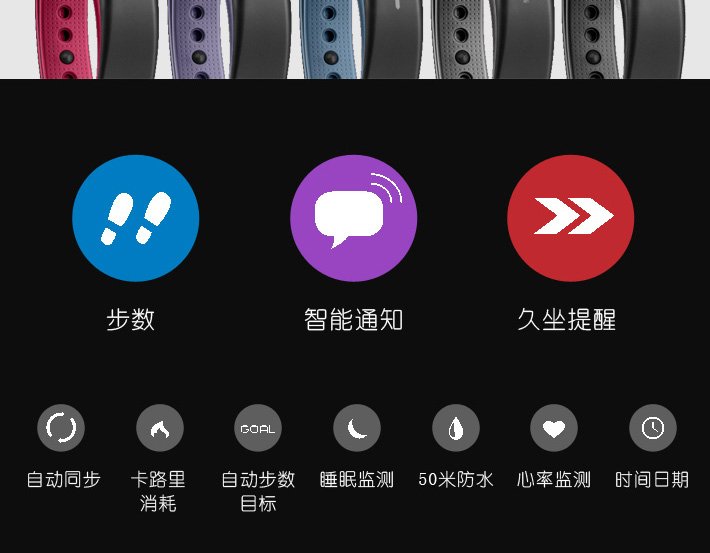 步数
智能通知
久坐提醒
GOAL
自动同步
卡路里
消耗
自动步数
目标
睡眠监测
50米防水
心率监测
时间日期